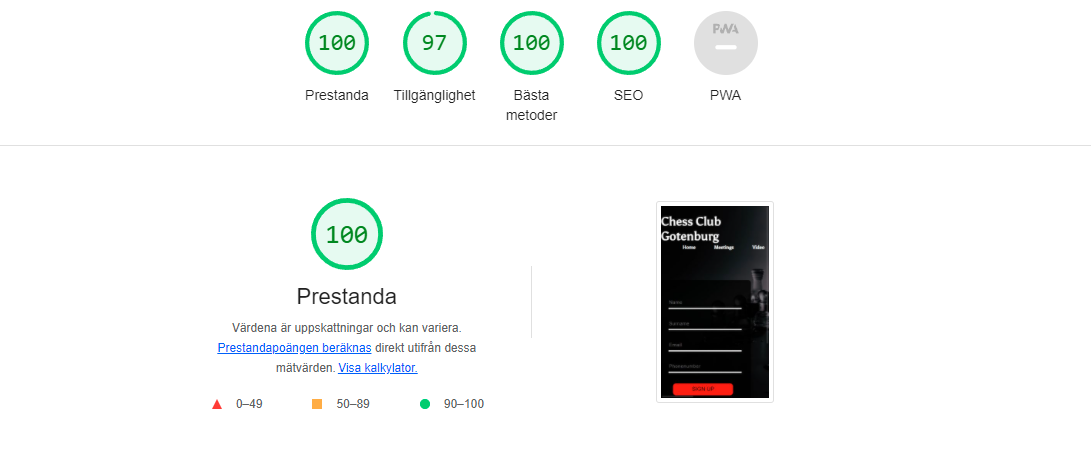 100 97 100 100 PWA
Prestanda Tillgänglighet Bästa metoder SEO PWA
100
Prestanda
Värdena är uppskattningar och kan variera.
Prestandapoängen beräknas direkt utifrån dessa
mätvärden. Visa kalkylator.
0–49 50–89 90–100
Chess Club
Gotenburg
Home Meetings Video
Name
Surname
Email
SIGN UP